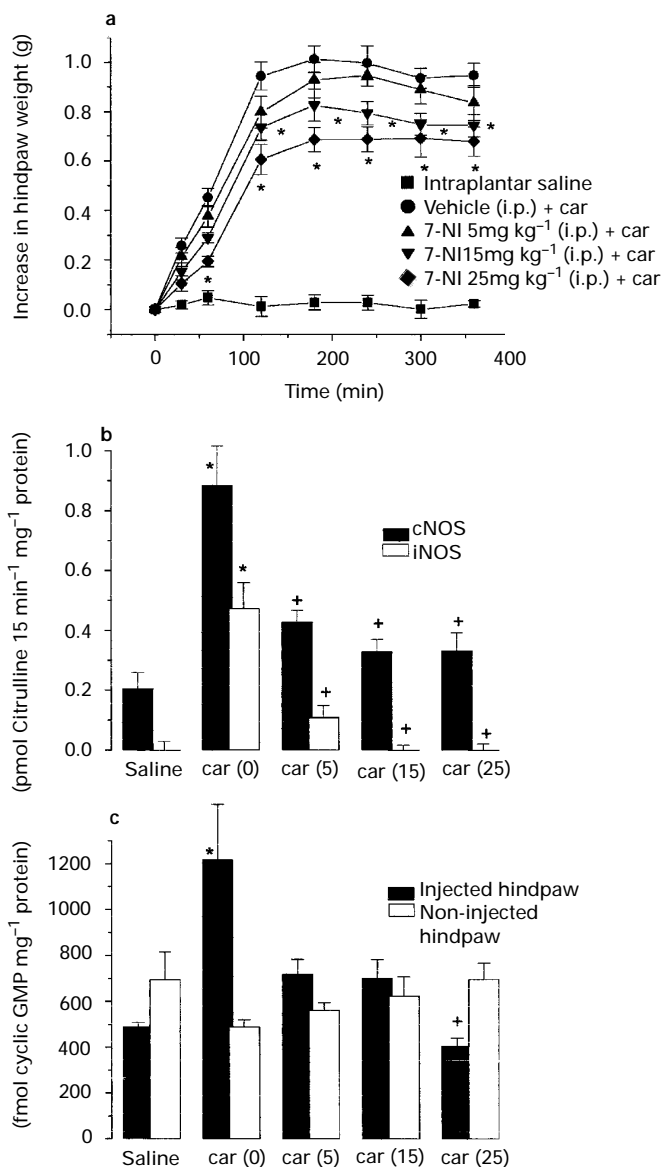 a
Increase in hindpaw weight (g)
1.0
0.8
0.6
0.4
0.2
0.0
* * * * *
* * * * *
*
Intraplantar saline
Vehicle (i.p.) + car
7-NI 5mg kg⁻¹ (i.p.) + car
7-NI15mg kg⁻¹ (i.p.) + car
7-NI 25mg kg⁻¹ (i.p.) + car
0 100 200 300 400
Time (min)
b
(pmol Citrulline 15 min⁻¹ mg⁻¹ protein)
1.0
0.8
0.6
0.4
0.2
0.0
*
*
+ + +
+ + +
cNOS
iNOS
Saline car (0) car (5) car (15) car (25)
c
(fmol cyclic GMP mg⁻¹ protein)
1200
1000
800
600
400
200
0
*
+
Injected hindpaw
Non-injected
hindpaw
Saline car (0) car (5) car (15) car (25)